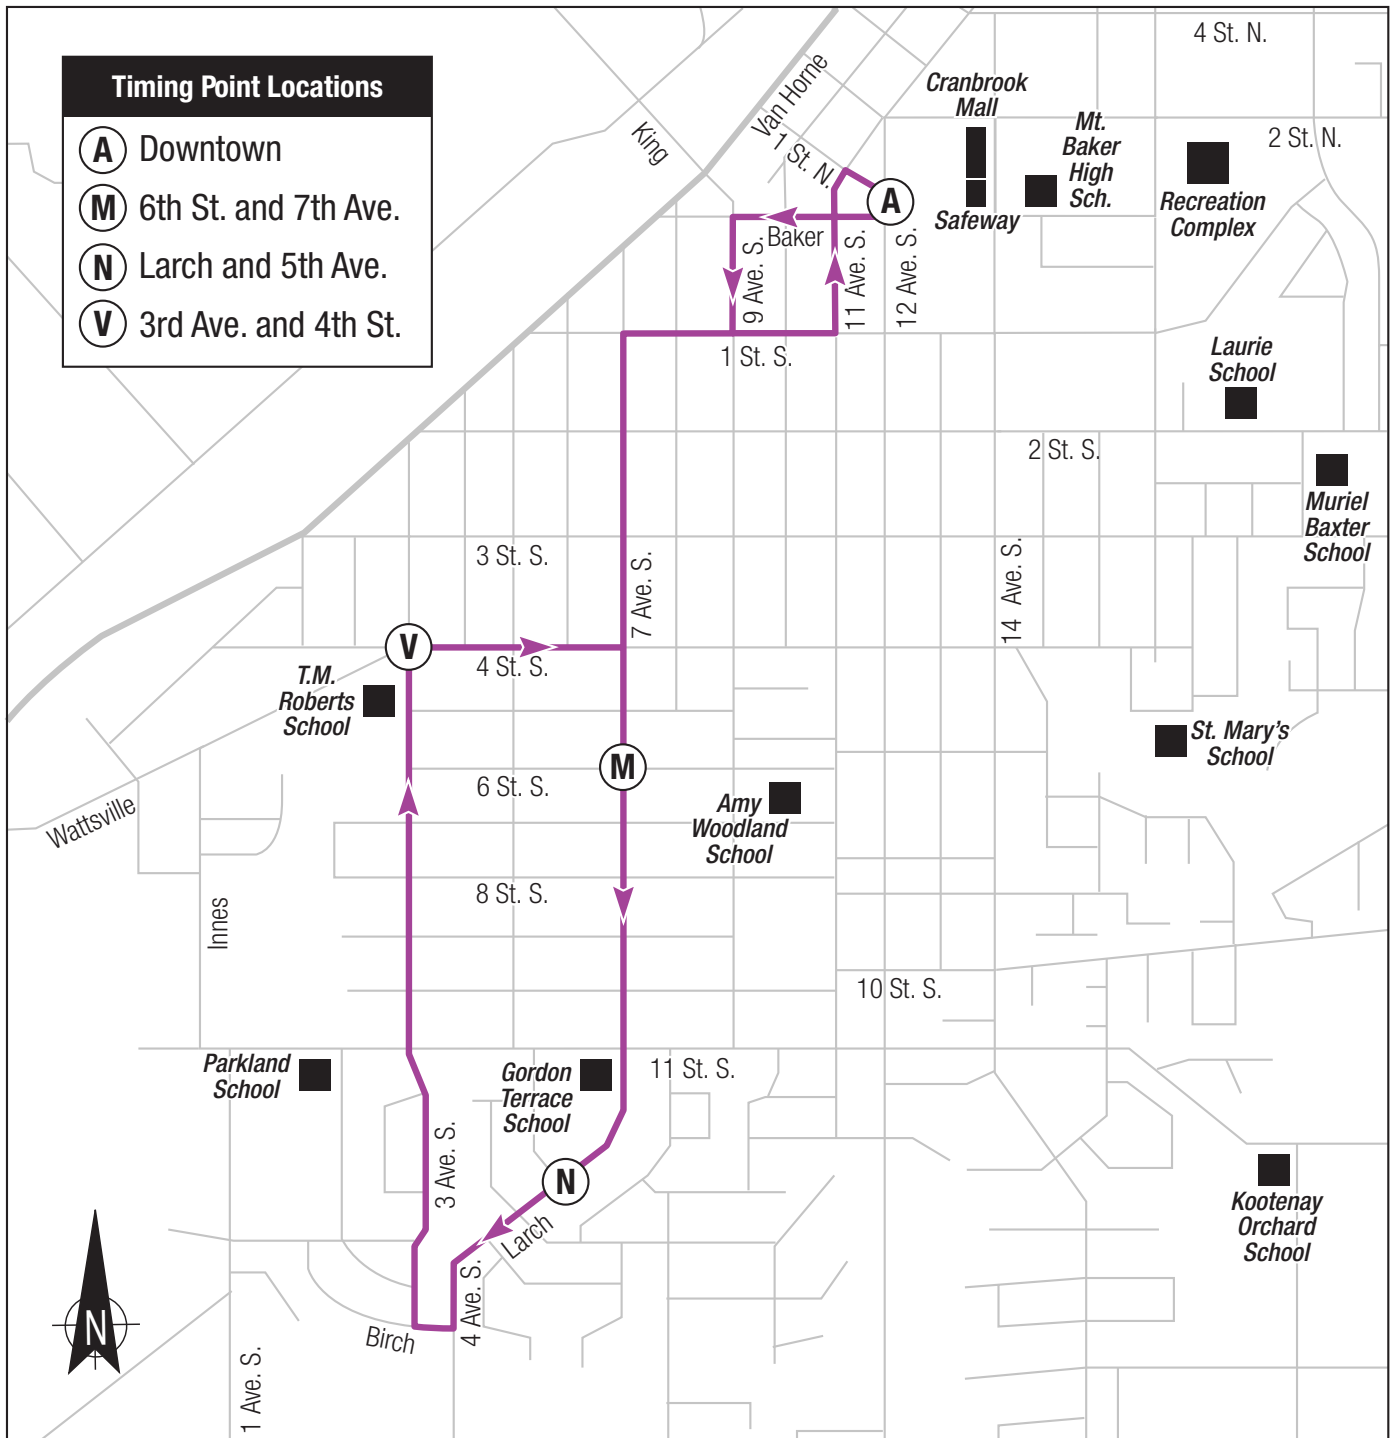 Timing Point Locations
A Downtown
M 6th St. and 7th Ave.
N Larch and 5th Ave.
V 3rd Ave. and 4th St.
4 St. N.
Van Horne
Cranbrook
Mall
King
1 St. N.
Mt.
Baker
High
Sch.
2 St. N.
A
Safeway
Recreation
Complex
Baker
9 Ave. S.
11 Ave. S.
12 Ave. S.
1 St. S.
Laurie
School
2 St. S.
Muriel
Baxter
School
3 St. S.
7 Ave. S.
14 Ave. S.
V
4 St. S.
T.M.
Roberts
School
St. Mary's
School
M
6 St. S.
Amy
Woodland
School
Wattsville
8 St. S.
Innes
10 St. S.
Parkland
School
Gordon
Terrace
School
11 St. S.
3 Ave. S.
N
Larch
Kootenay
Orchard
School
4 Ave. S.
N
Birch
1 Ave. S.